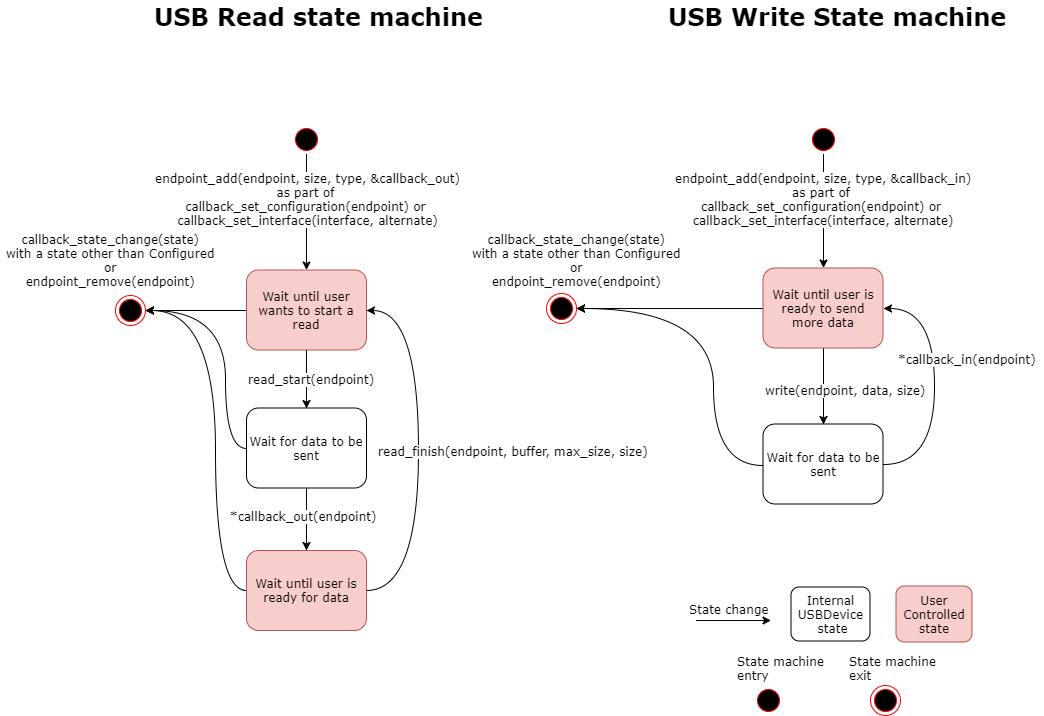 USB Read state machine
USB Write State machine
endpoint_add(endpoint, size, type, &callback_out)
as part of
callback_set_configuration(endpoint) or
callback_set_interface(interface, alternate)
callback_state_change(state)
with a state other than Configured
or
endpoint_remove(endpoint)
Wait until user
wants to start a
read
read_start(endpoint)
Wait for data to be
sent
read_finish(endpoint, buffer, max_size, size)
*callback_out(endpoint)
Wait until user is
ready for data
endpoint_add(endpoint, size, type, &callback_in)
as part of
callback_set_configuration(endpoint) or
callback_set_interface(interface, alternate)
callback_state_change(state)
with a state other than Configured
or
endpoint_remove(endpoint)
Wait until user is
ready to send
more data
*callback_in(endpoint)
write(endpoint, data, size)
Wait for data to be
sent
State change
Internal
USBDevice
state
User
Controlled
state
State machine
entry
State machine
exit